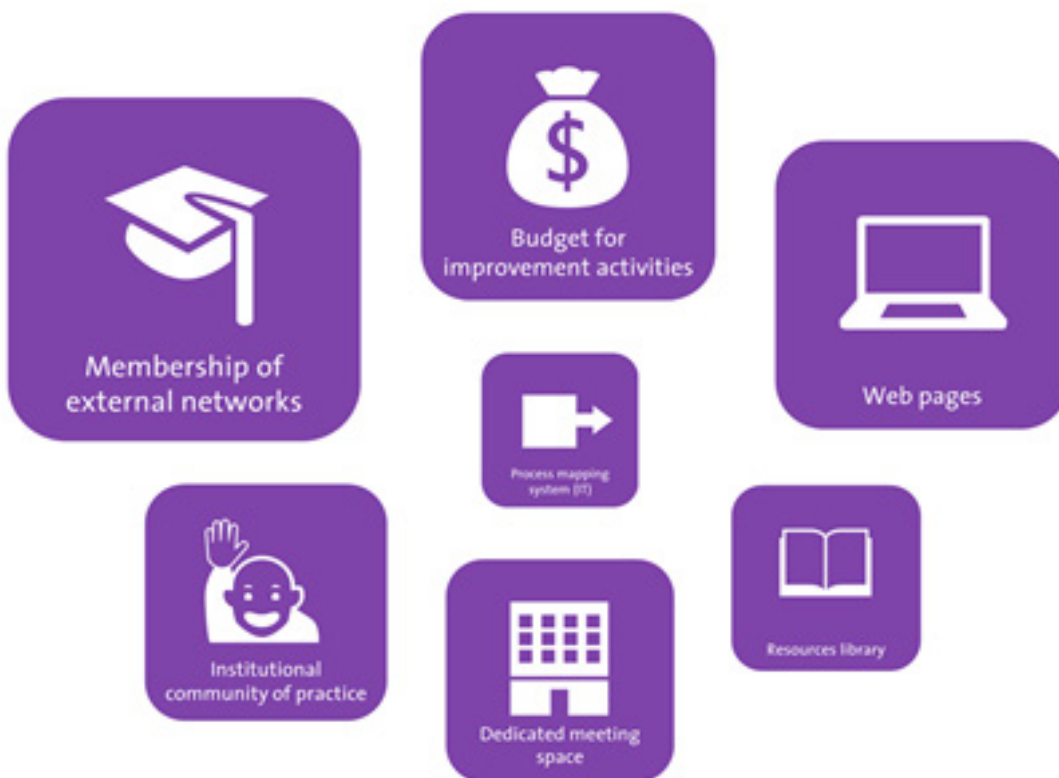 $
Budget for
improvement activities
Membership of
external networks
Web pages
Process mapping
system (IT)
Institutional
community of practice
Resources library
Dedicated meeting
space